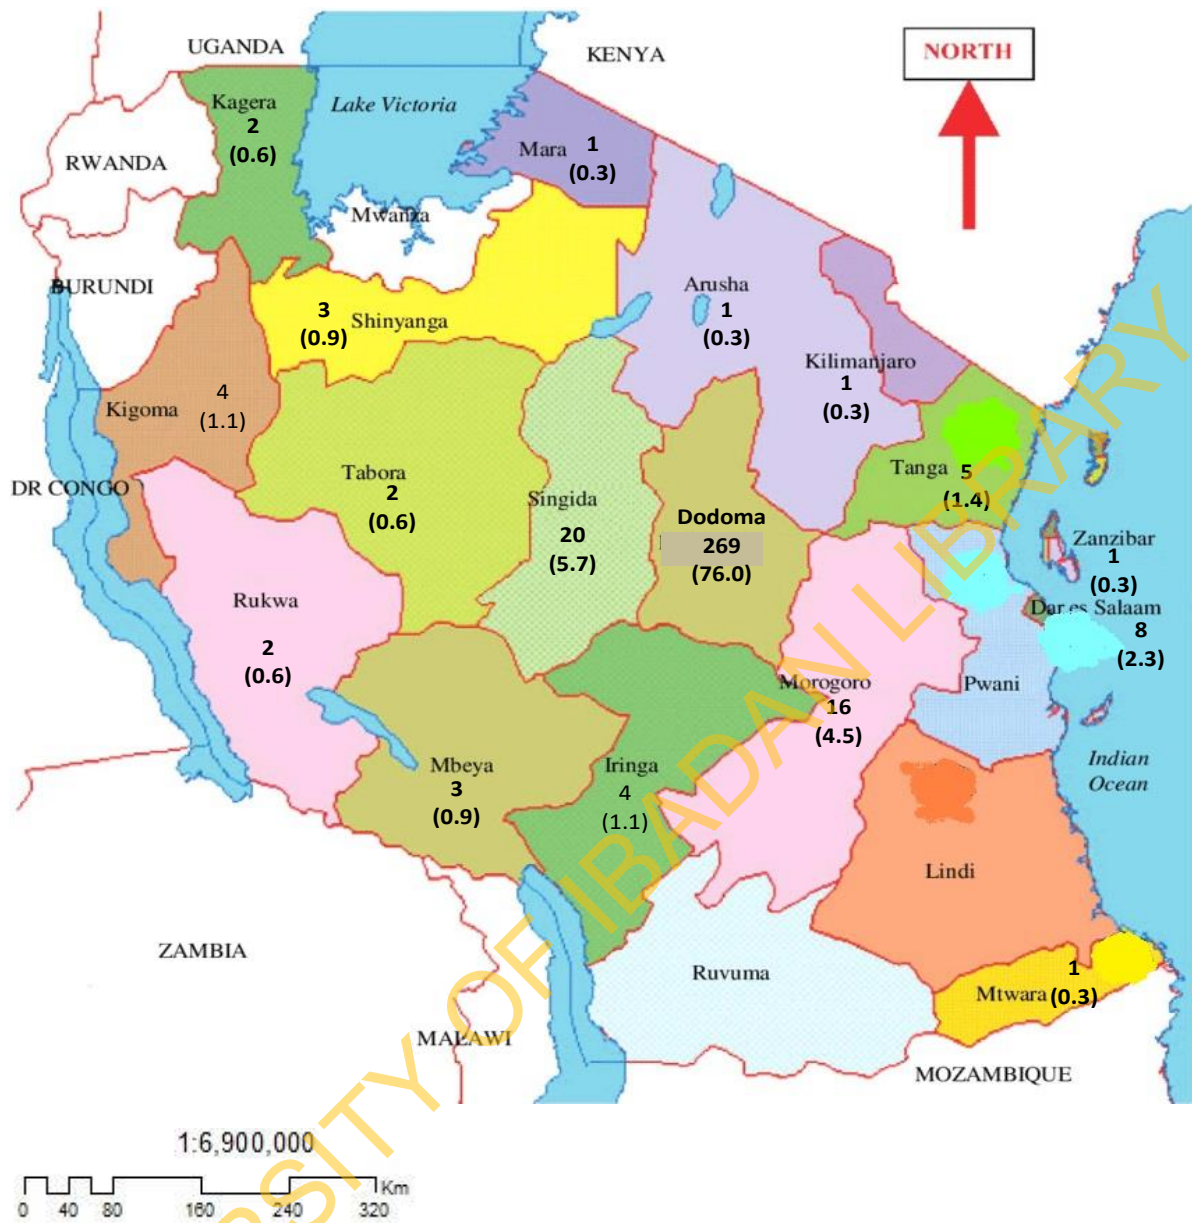 UGANDA
KENYA
NORTH
Kagera
2
(0.6)
Lake Victoria
RWANDA
Mara 1
(0.3)
Mwanza
BURUNDI
Arusha
1
(0.3)
3
(0.9)
Shinyanga
Kilimanjaro
1
(0.3)
Kigoma
4
(1.1)
DR CONGO
Tabora
2
(0.6)
Singida
20
(5.7)
Dodoma
269
(76.0)
Tanga
5
(1.4)
Zanzibar
1
(0.3)
Dar es Salaam
8
(2.3)
Rukwa
2
(0.6)
Morogoro
16
(4.5)
Pwani
Mbeya
3
(0.9)
Iringa
4
(1.1)
Indian
Ocean
Lindi
ZAMBIA
Ruvuma
Mtwara
1
(0.3)
MALAWI
MOZAMBIQUE
1:6,900,000
Km
0 40 80 160 240 320
RSITY OF IBADAN LIBRARY